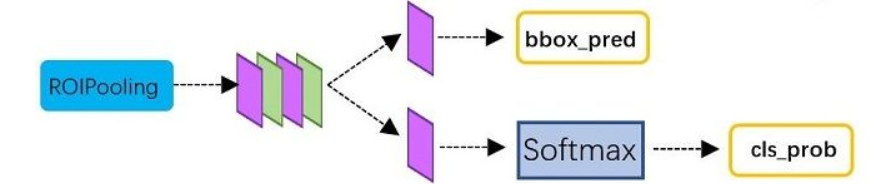 ROIPooling
bbox_pred
Softmax
cls_prob